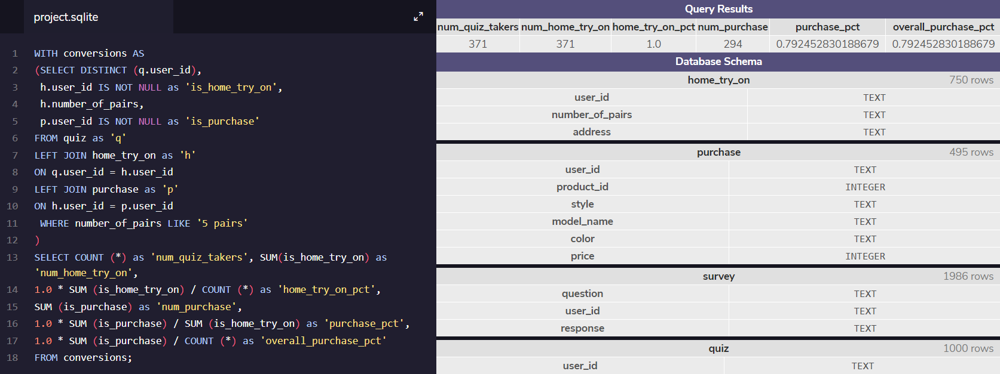 project.sqlite
1 WITH conversions AS
2 (SELECT DISTINCT (q.user_id),
3 h.user_id IS NOT NULL as 'is_home_try_on',
4 h.number_of_pairs,
5 p.user_id IS NOT NULL as 'is_purchase'
6 FROM quiz as 'q'
7 LEFT JOIN home_try_on as 'h'
8 ON q.user_id = h.user_id
9 LEFT JOIN purchase as 'p'
10 ON h.user_id = p.user_id
11 WHERE number_of_pairs LIKE '5 pairs'
12 )
13 SELECT COUNT (*) as 'num_quiz_takers', SUM(is_home_try_on) as
'num_home_try_on',
14 1.0 * SUM (is_home_try_on) / COUNT (*) as 'home_try_on_pct',
15 SUM (is_purchase) as 'num_purchase',
16 1.0 * SUM (is_purchase) / SUM (is_home_try_on) as 'purchase_pct',
17 1.0 * SUM (is_purchase) / COUNT (*) as 'overall_purchase_pct'
18 FROM conversions;
Query Results
num_quiz_takers num_home_try_on home_try_on_pct num_purchase purchase_pct overall_purchase_pct
371 371 1.0 294 0.792452830188679 0.792452830188679
Database Schema
home_try_on 750 rows
user_id TEXT
number_of_pairs TEXT
address TEXT
purchase 495 rows
user_id TEXT
product_id INTEGER
style TEXT
model_name TEXT
color TEXT
price INTEGER
survey 1986 rows
question TEXT
user_id TEXT
response TEXT
quiz 1000 rows
user_id TEXT